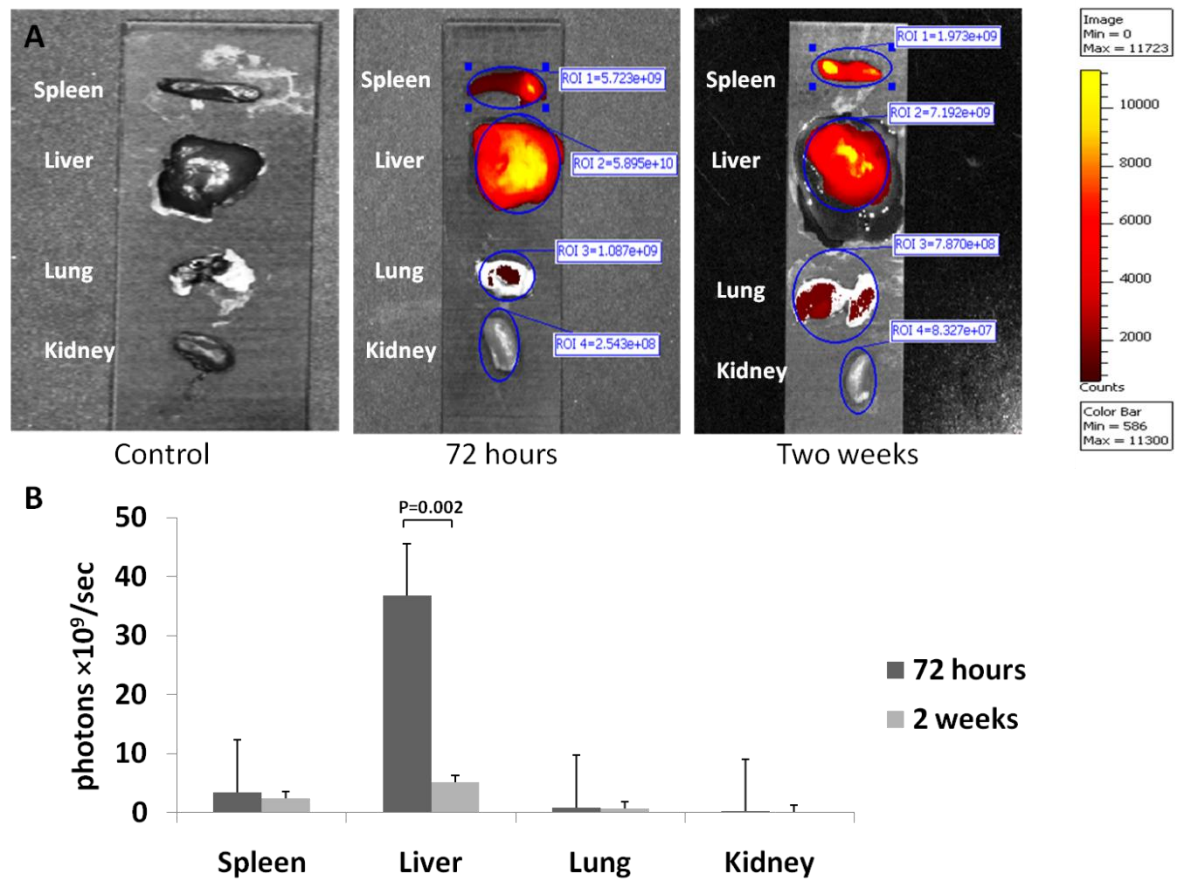 A
Spleen
Liver
Lung
Kidney
Control
Spleen
Liver
Lung
Kidney
ROI 1=5.723e+09
ROI 2=5.895e+10
ROI 3=1.087e+09
ROI 4=2.543e+08
72 hours
Spleen
Liver
Lung
Kidney
ROI 1=1.973e+09
ROI 2=7.192e+09
ROI 3=7.870e+08
ROI 4=8.327e+07
Two weeks
Image
Min = 0
Max = 11723
10000
8000
6000
4000
2000
Counts
Color Bar
Min = 586
Max = 11300
B
photons ×10⁹/sec
50
40
30
20
10
0
P=0.002
Spleen
Liver
Lung
Kidney
72 hours
2 weeks